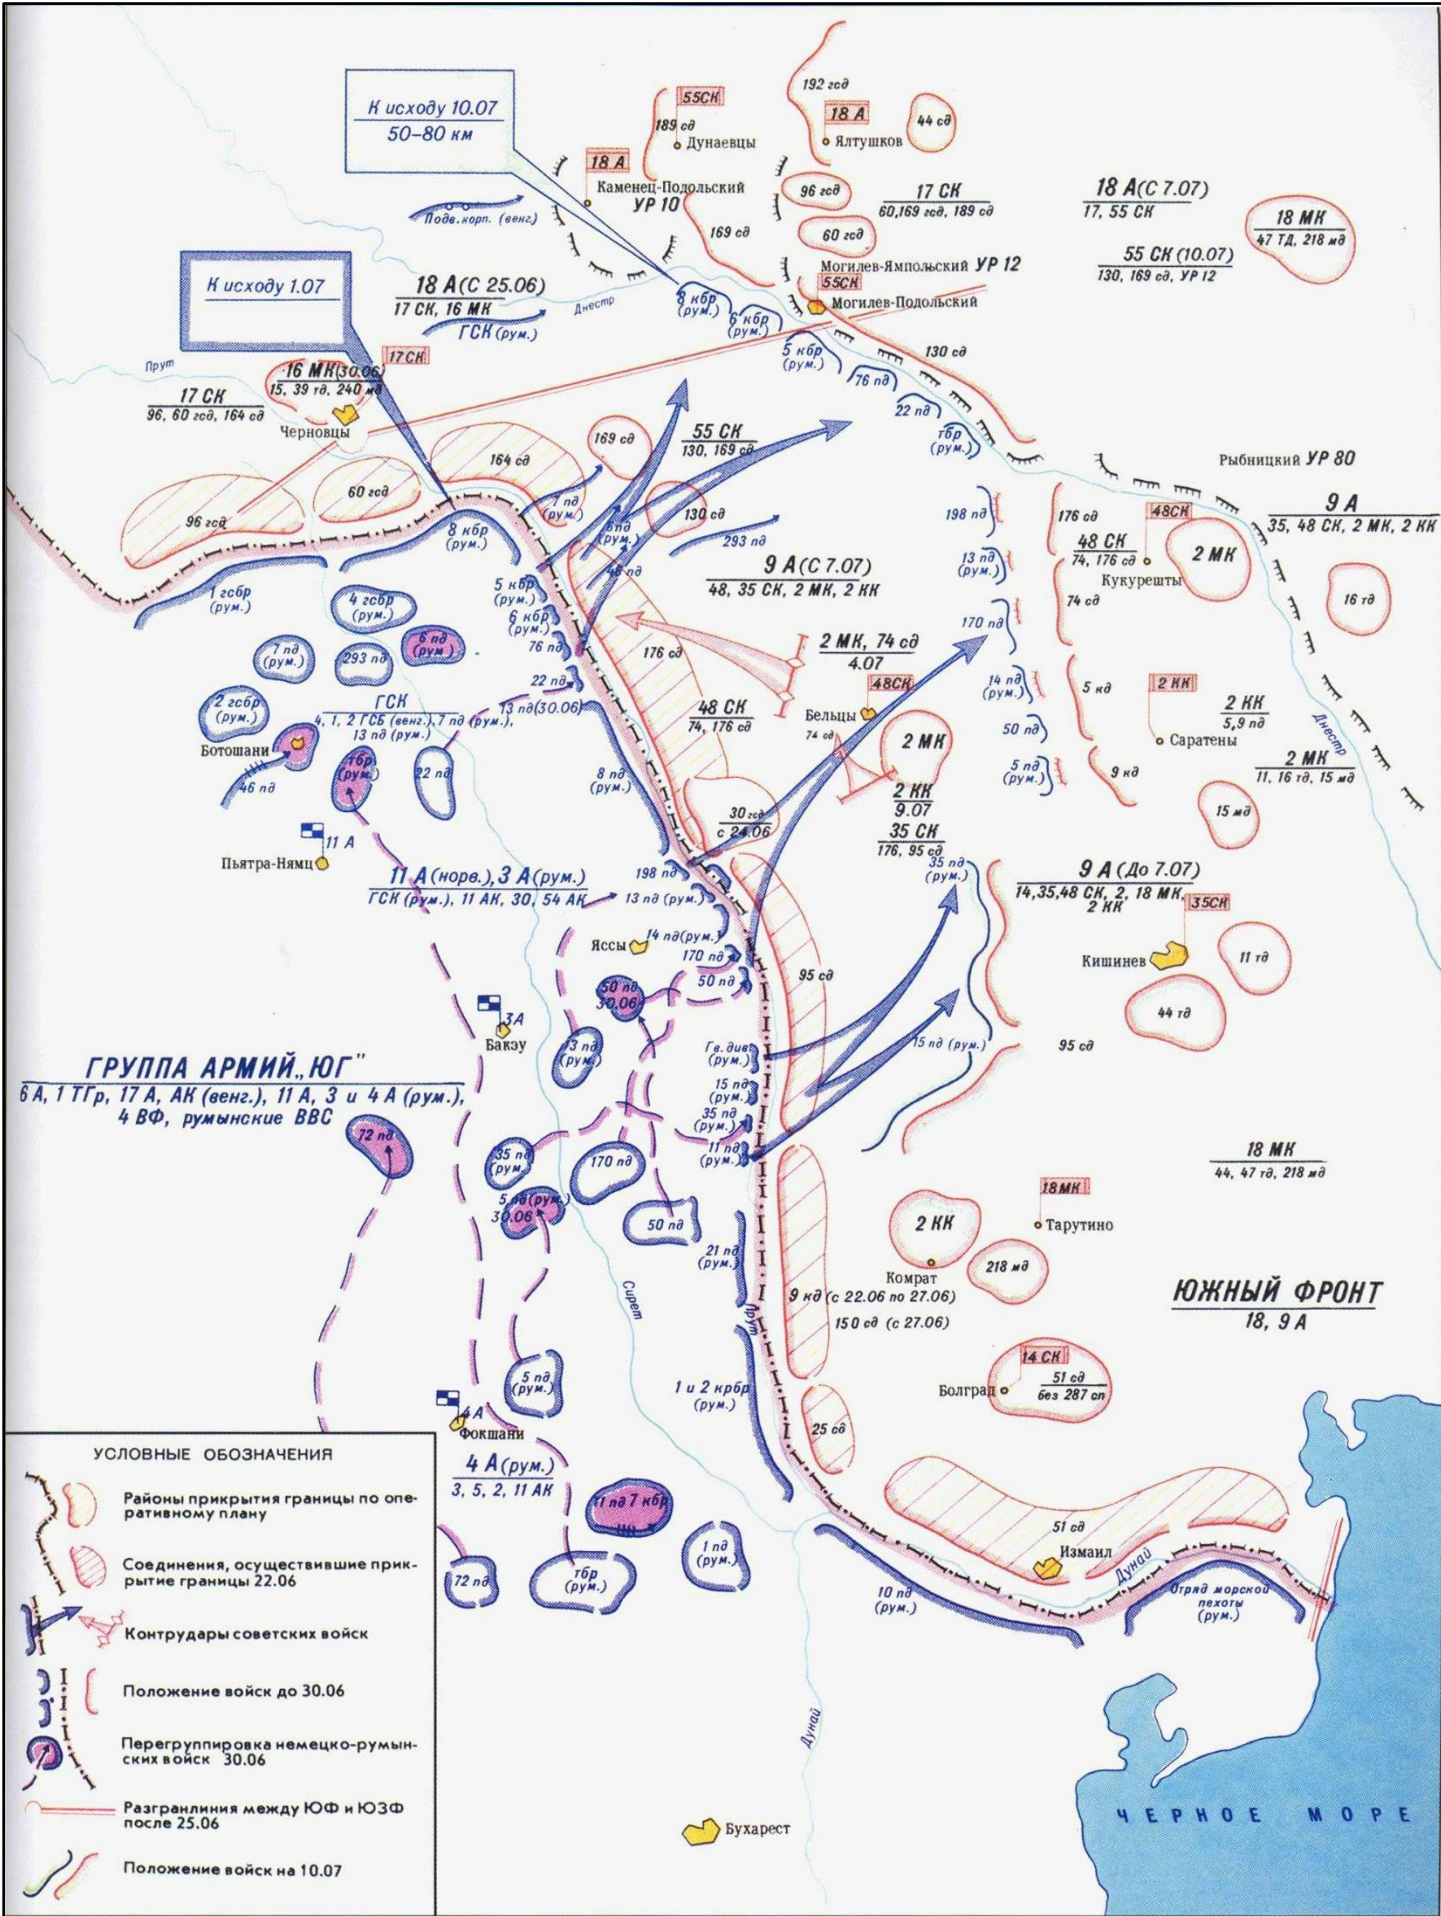 К исходу 10.07
50–80 км
К исходу 1.07
192 гсд
55СК
189 сд
Дунаевцы
18 А
Ялтушков
44 сд
18 А
Каменец-Подольский
УР 10
Подв.корп. (венг.)
169 сд
96 гсд
60 гсд
17 СК
60,169 гсд, 189 сд
18 А(С 7.07)
17, 55 СК
18 МК
47 ТД, 218 мд
55 СК (10.07)
130, 169 сд, УР 12
Могилев-Ямпольский УР 12
55СК
Могилев-Подольский
18 А(С 25.06)
17 СК, 16 МК
ГСК (рум.)
Днестр
8 кбр
(рум.)
6 кбр
(рум.)
5 кбр
(рум.)
130 сд
76 пд
22 пд
тбр
(рум.)
Прут
17СК
16 МК(30.06)
15, 39 тд, 240 мд
17 СК
96, 60 гсд, 164 сд
Черновцы
164 сд
169 сд
55 СК
130, 169 сд
60 гсд
96 гсд
7 пд
(рум.)
130 сд
293 пд
8 кбр
(рум.)
Рыбницкий УР 80
9 А
35, 48 СК, 2 МК, 2 КК
198 пд
176 сд
48СК
48 СК
74, 176 сд
Кукурешты
2 МК
13 пд
(рум.)
74 сд
16 тд
170 пд
9 А(С 7.07)
48, 35 СК, 2 МК, 2 КК
1 гсбр
(рум.)
4 гсбр
(рум.)
5 кбр
(рум.)
6 кбр
(рум.)
76 пд
22 пд
7 пд
(рум.)
293 пд
6 пд
(рум.)
2 гсбр
(рум.)
ГСК
4, 1, 2 ГСБ (венг.), 7 пд (рум.),
13 пд (рум.)
13 пд(30.06)
Ботошани
46 пд
тбр
(рум.)
22 пд
8 пд
(рум.)
176 сд
2 МК, 74 сд
4.07
48 СК
74, 176 сд
48СК
Бельцы
74 сд
2 МК
2 КК
9.07
35 СК
176, 95 сд
14 пд
(рум.)
50 пд
5 пд
(рум.)
5 кд
2 КК
Саратены
2 КК
5,9 пд
2 МК
11, 16 тд, 15 мд
Днестр
9 кд
15 мд
30 гсд
с 24.06
11 А
Пьятра-Нямц
11 А (норв.), 3 А (рум.)
ГСК (рум.), 11 АК, 30, 54 АК
198 пд
13 пд (рум.)
14 пд(рум.)
170 пд
50 пд
35 пд
(рум.)
9 А (До 7.07)
14,35,48 СК, 2, 18 МК,
2 КК
35СК
Кишинев
11 тд
44 тд
Яссы
50 пд
30.06
95 сд
3А
Бакэу
13 пд
(рум.)
Гв. див.
(рум.)
15 пд
(рум.)
35 пд
(рум.)
11 пд
(рум.)
15 пд (рум.)
95 сд
ГРУППА АРМИЙ „ЮГ”
6 А, 1 ТГр, 17 А, АК (венг.), 11 А, 3 и 4 А (рум.),
4 ВФ, румынские ВВС
72 пд
35 пд
(рум.)
170 пд
5 пд(рум.)
30.06
50 пд
21 пд
(рум.)
18 МК
44, 47 тд, 218 мд
18МК
Тарутино
2 КК
Комрат
218 мд
9 кд (с 22.06 по 27.06)
150 сд (с 27.06)
ЮЖНЫЙ ФРОНТ
18, 9 А
Сирет
Прут
5 пд
(рум.)
1 и 2 крбр
(рум.)
14 СК
51 сд
без 287 сп
Болград
25 сд
4А
Фокшани
4 А (рум.)
3, 5, 2, 11 АК
11 пд 7 кбр
72 пд
тбр
(рум.)
1 пд
(рум.)
51 сд
Измаил
Дунай
10 пд
(рум.)
Отряд морской
пехоты
(рум.)
Дунай
Бухарест
ЧЕРНОЕ МОРЕ
УСЛОВНЫЕ ОБОЗНАЧЕНИЯ
Районы прикрытия границы по опе-
ративному плану
Соединения, осуществившие прик-
рытие границы 22.06
Контрудары советских войск
Положение войск до 30.06
Перегруппировка немецко-румын-
ских войск 30.06
Разгранлиния между ЮФ и ЮЗФ
после 25.06
Положение войск на 10.07